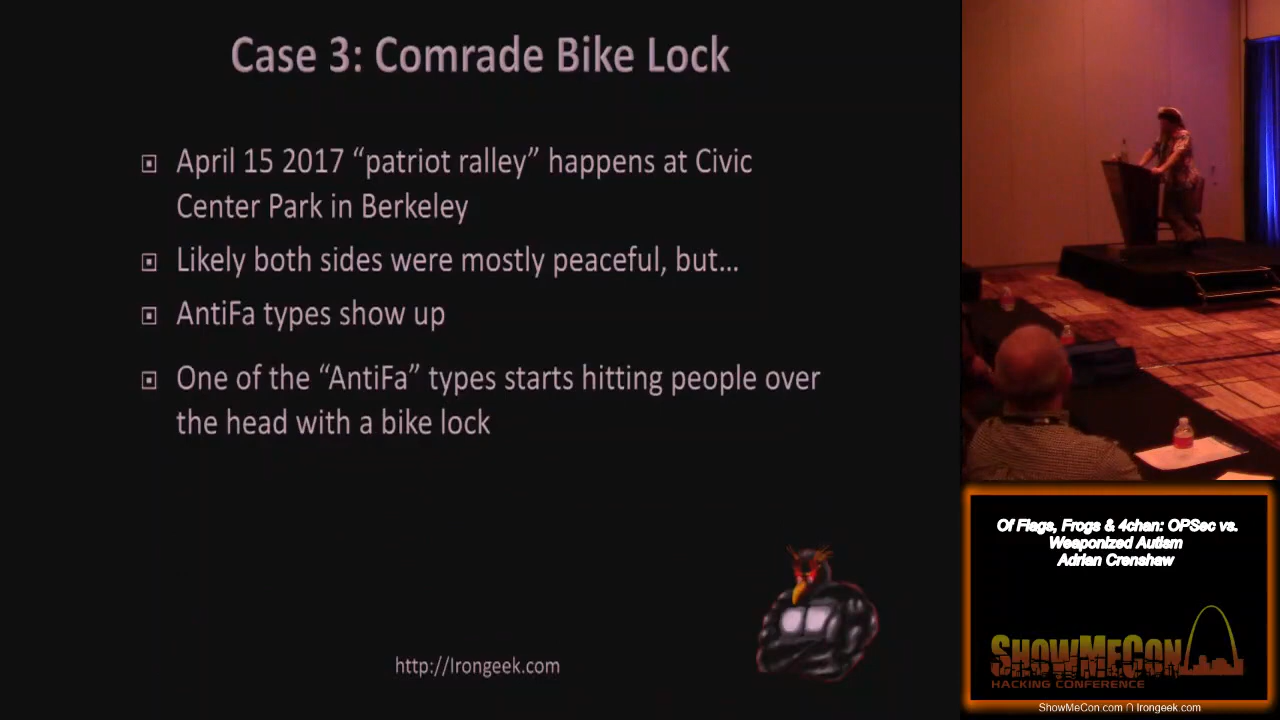 Case 3: Comrade Bike Lock
April 15 2017 “patriot ralley” happens at Civic
Center Park in Berkeley
Likely both sides were mostly peaceful, but...
AntiFa types show up
One of the “AntiFa” types starts hitting people over
the head with a bike lock
http://Irongeek.com
Of Flags, Frogs & 4chan: OPSec vs.
Weaponized Autism
Adrian Crenshaw
SHOWMECON
HACKING CONFERENCE
ShowMeCon.com ∩ Irongeek.com